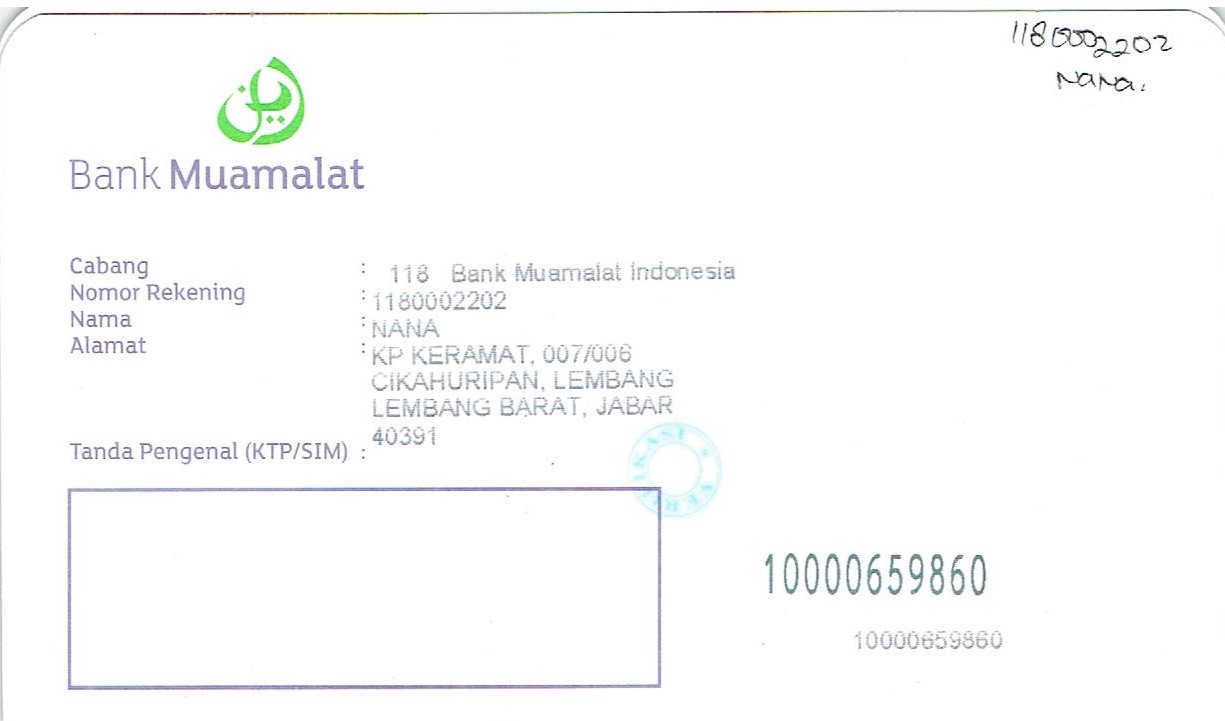 1180002202
Nana.
Bank Muamalat
Cabang : 118 Bank Muamalat Indonesia
Nomor Rekening : 1180002202
Nama : NANA
Alamat : KP KERAMAT, 007/006
CIKAHURIPAN, LEMBANG
LEMBANG BARAT, JABAR
40391
Tanda Pengenal (KTP/SIM) :
VERIFIKASI
10000659860
10000659860